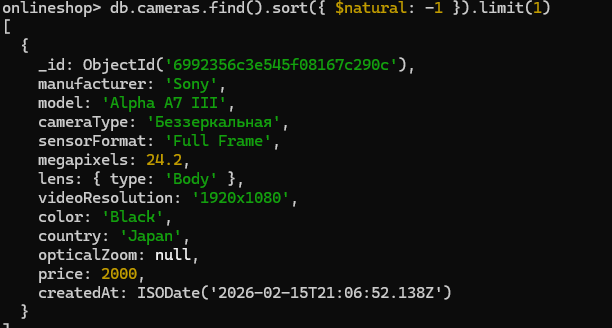 onlineshop> db.cameras.find().sort({ $natural: -1 }).limit(1)
[
  {
    _id: ObjectId('6992356c3e545f08167c290c'),
    manufacturer: 'Sony',
    model: 'Alpha A7 III',
    cameraType: 'Беззеркальная',
    sensorFormat: 'Full Frame',
    megapixels: 24.2,
    lens: { type: 'Body' },
    videoResolution: '1920x1080',
    color: 'Black',
    country: 'Japan',
    opticalZoom: null,
    price: 2000,
    createdAt: ISODate('2026-02-15T21:06:52.138Z')
  }
]